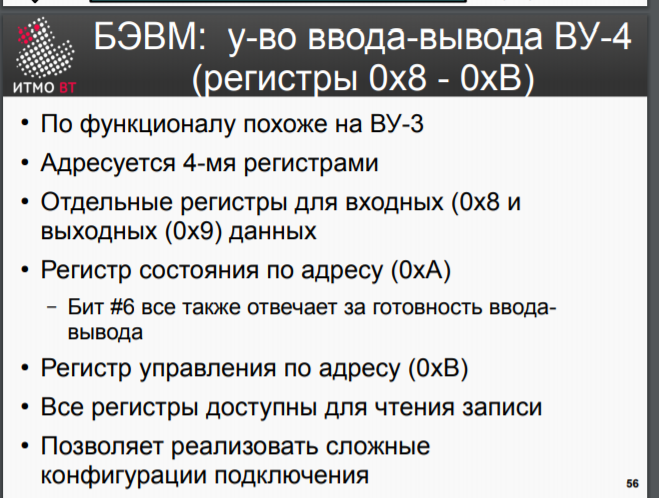 БЭВМ: у-во ввода-вывода ВУ-4
(регистры 0x8 - 0xB)
ИТМО ВТ
• По функционалу похоже на ВУ-3
• Адресуется 4-мя регистрами
• Отдельные регистры для входных (0x8 и
выходных (0x9) данных
• Регистр состояния по адресу (0xA)
– Бит #6 все также отвечает за готовность ввода-
вывода
• Регистр управления по адресу (0xB)
• Все регистры доступны для чтения записи
• Позволяет реализовать сложные
конфигурации подключения
56